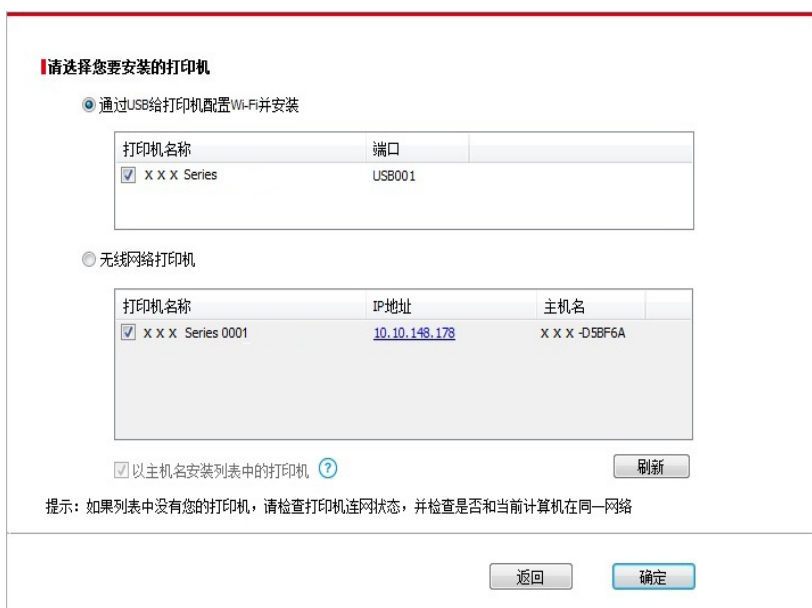 请选择您要安装的打印机
通过USB给打印机配置Wi-Fi并安装
打印机名称 端口
X X X Series USB001
无线网络打印机
打印机名称 IP地址 主机名
X X X Series 0001 10.10.148.178 X X X -D5BF6A
以主机名安装列表中的打印机 ?
刷新
提示：如果列表中没有您的打印机，请检查打印机连网状态，并检查是否和当前计算机在同一网络
返回 确定